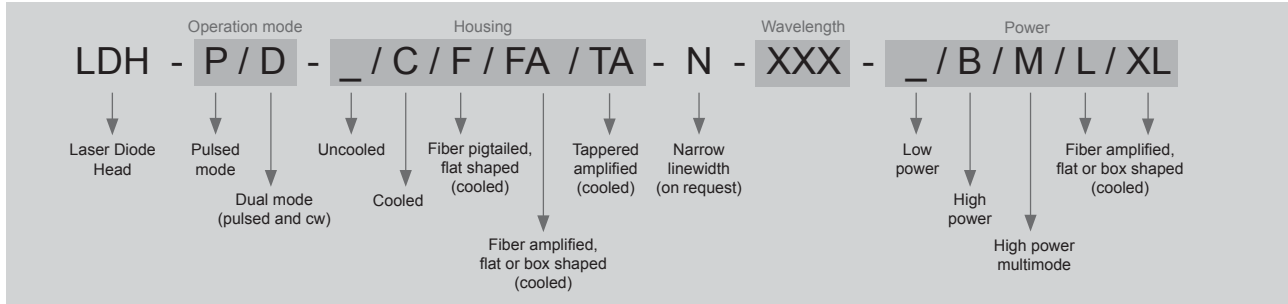 Operation mode
Housing
Wavelength
Power
LDH - P / D - _ / C / F / FA / TA - N - XXX - _ / B / M / L / XL
Laser Diode
Head
Pulsed
mode
Dual mode
(pulsed and cw)
Uncooled
Cooled
Fiber pigtailed,
flat shaped
(cooled)
Fiber amplified,
flat or box shaped
(cooled)
Tappered
amplified
(cooled)
Narrow
linewidth
(on request)
Low
power
High
power
High power
multimode
Fiber amplified,
flat or box shaped
(cooled)